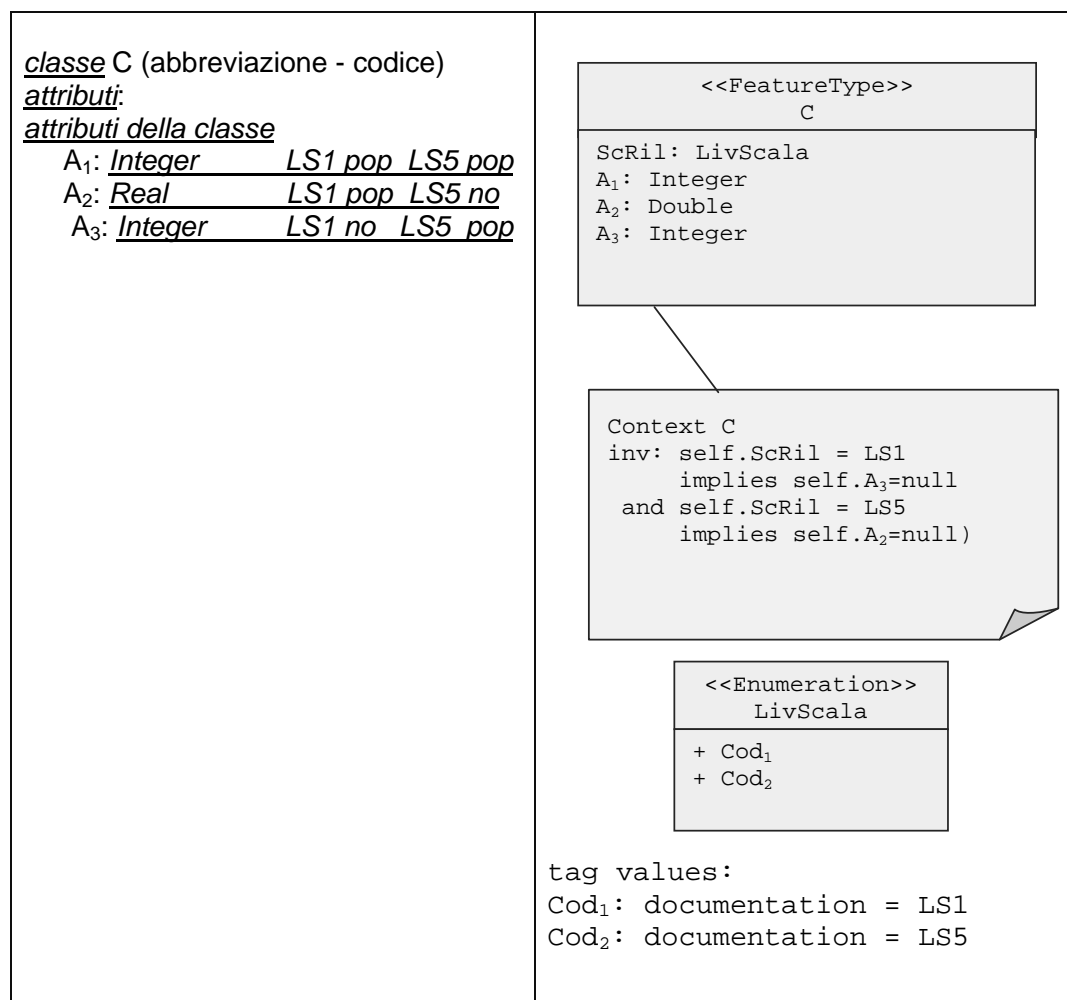 classe C (abbreviazione - codice)
attributi:
attributi della classe
A₁: Integer LS1 pop LS5 pop
A₂: Real LS1 pop LS5 no
A₃: Integer LS1 no LS5 pop
<<FeatureType>>
C
ScRil: LivScala
A₁: Integer
A₂: Double
A₃: Integer
Context C
inv: self.ScRil = LS1
implies self.A₃=null
and self.ScRil = LS5
implies self.A₂=null)
<<Enumeration>>
LivScala
+ Cod₁
+ Cod₂
tag values:
Cod₁: documentation = LS1
Cod₂: documentation = LS5